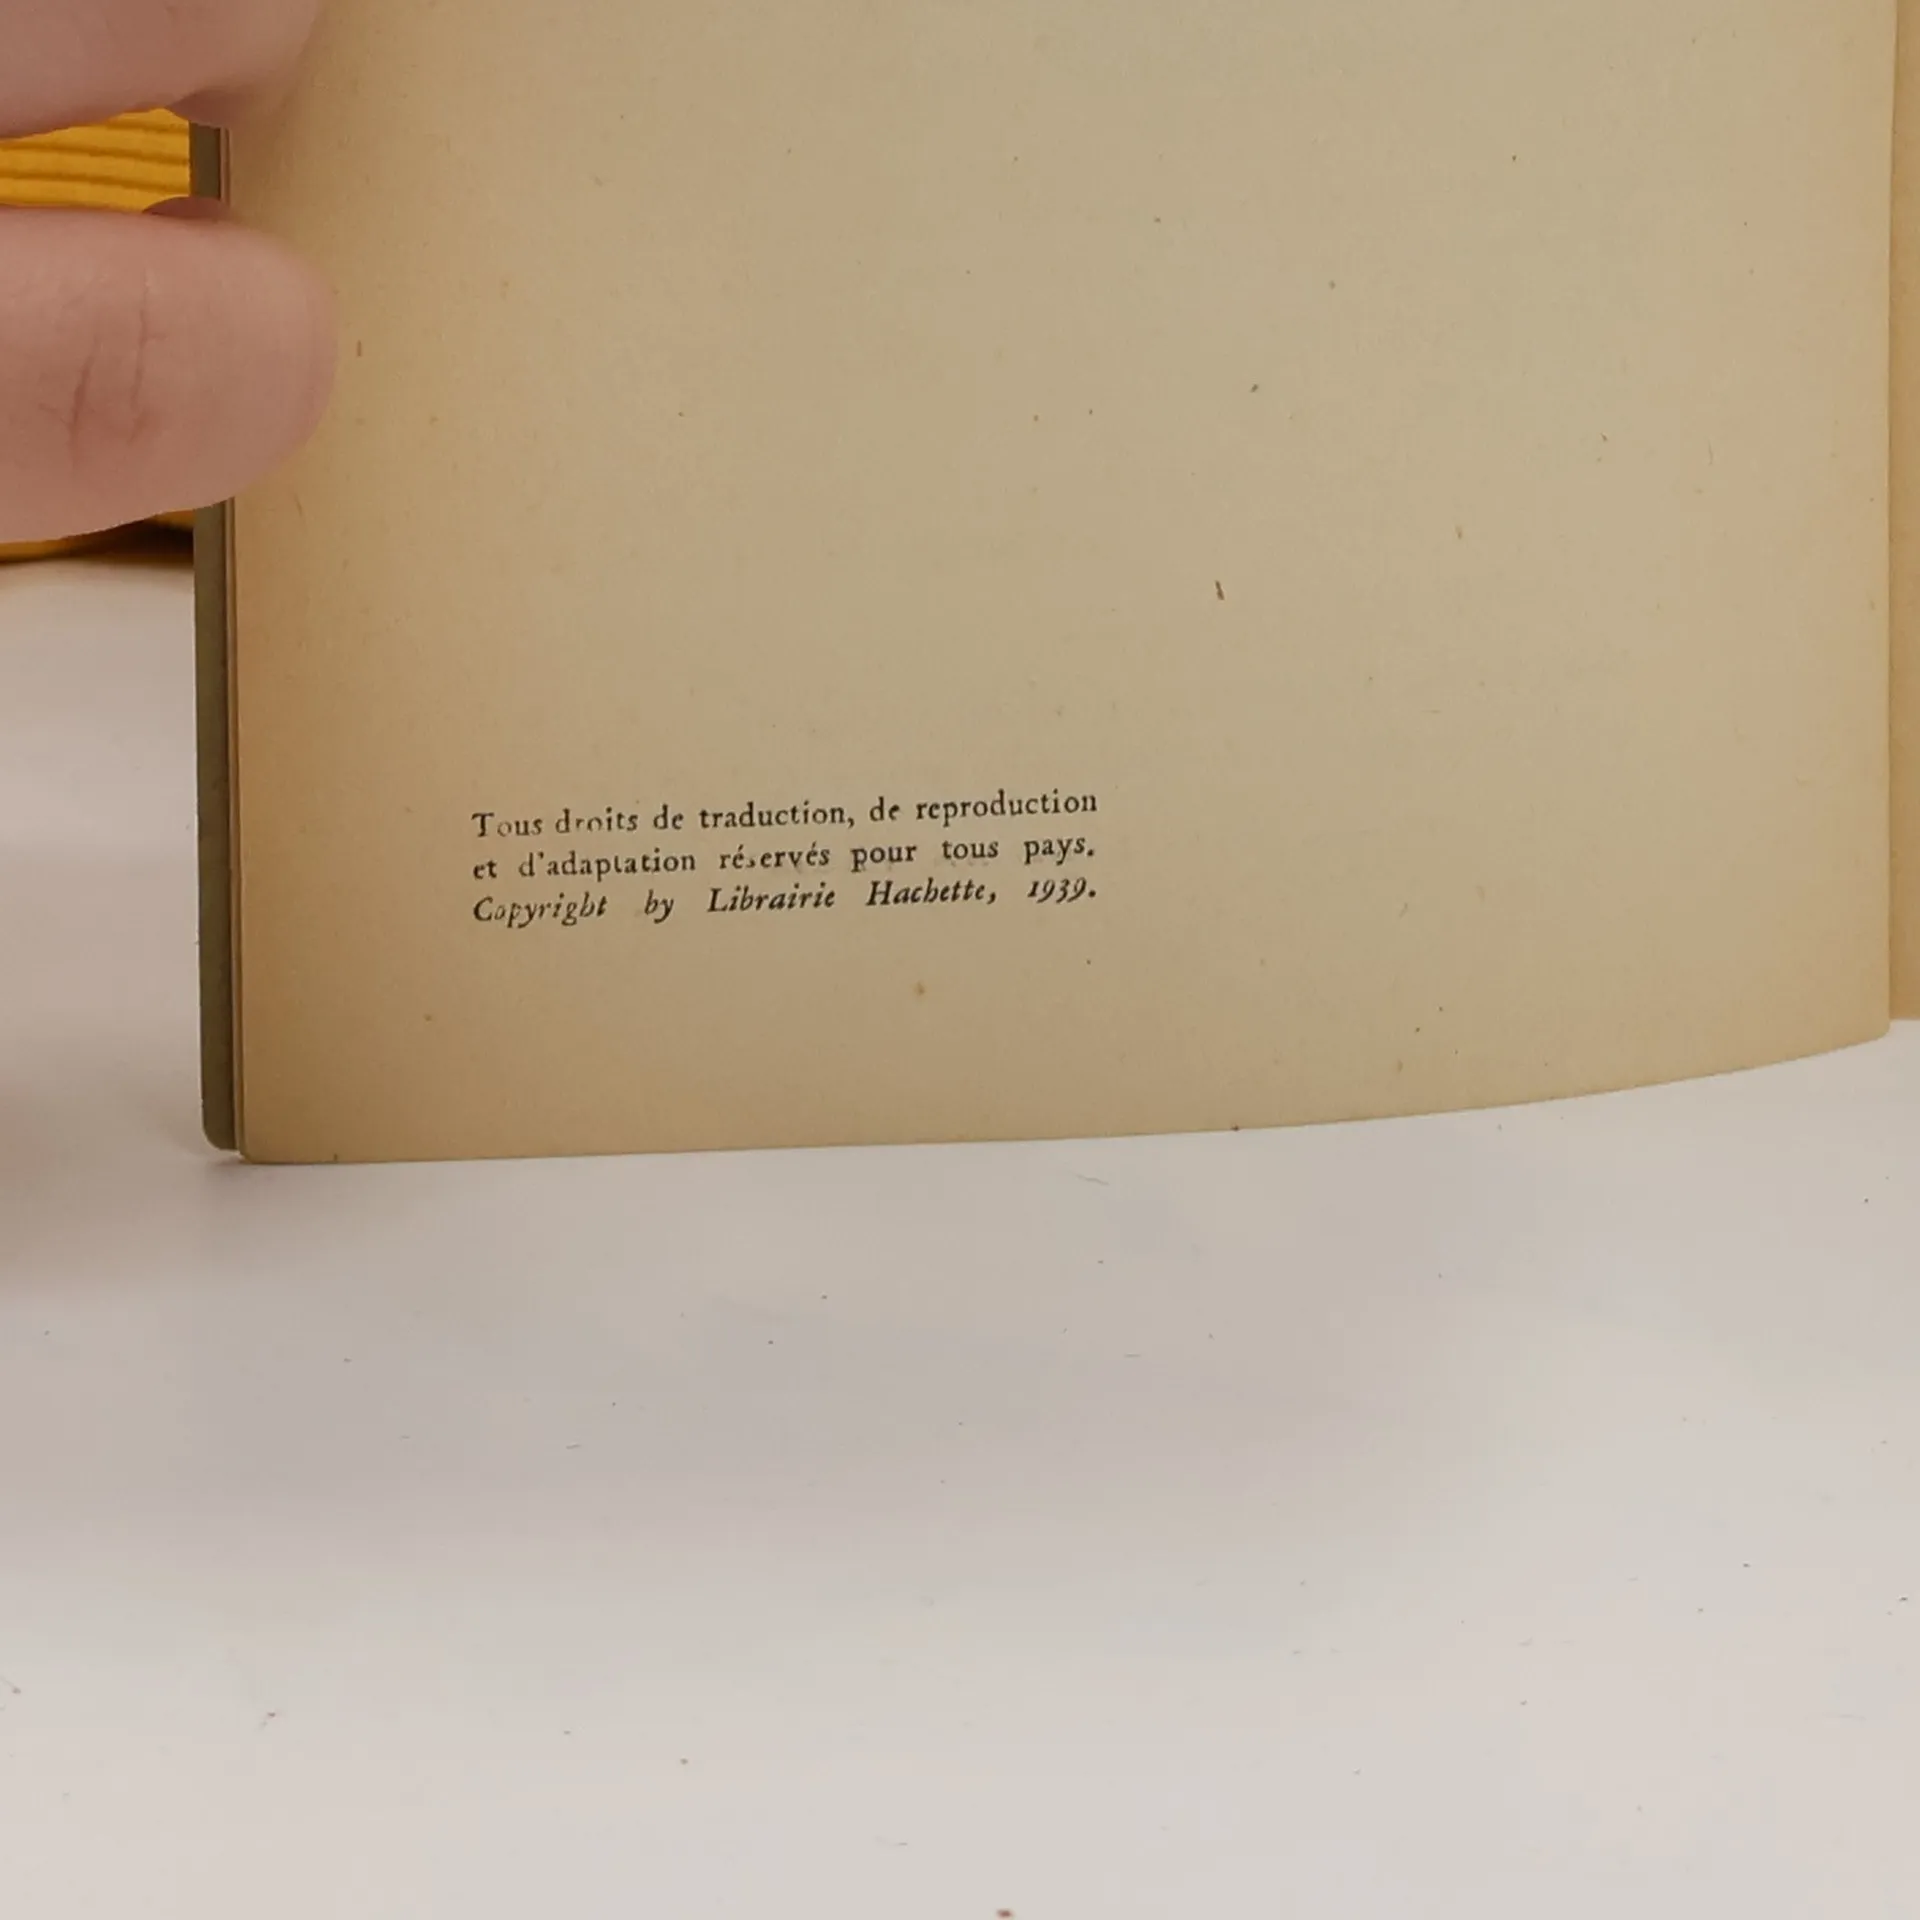 Tous droits de traduction, de reproduction
et d'adaptation réservés pour tous pays.
Copyright by Librairie Hachette, 1939.